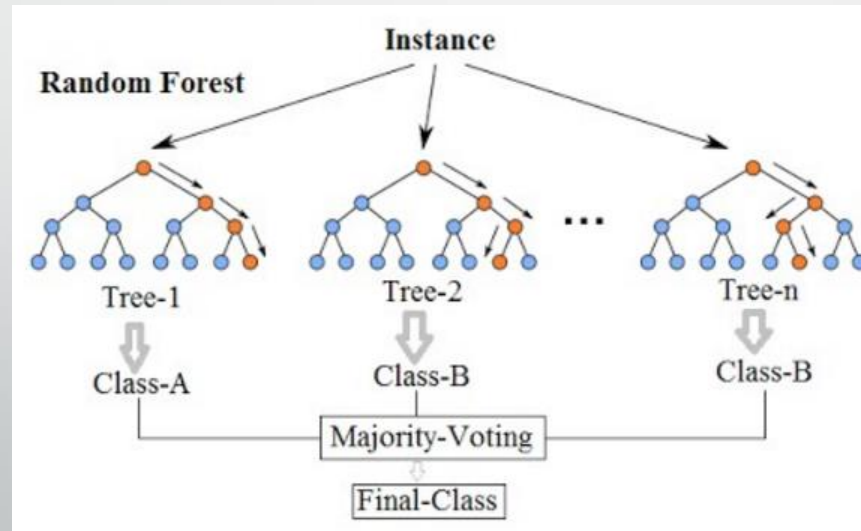 Instance
Random Forest
...
Tree-1
Tree-2
Tree-n
Class-A
Class-B
Class-B
Majority-Voting
Final-Class